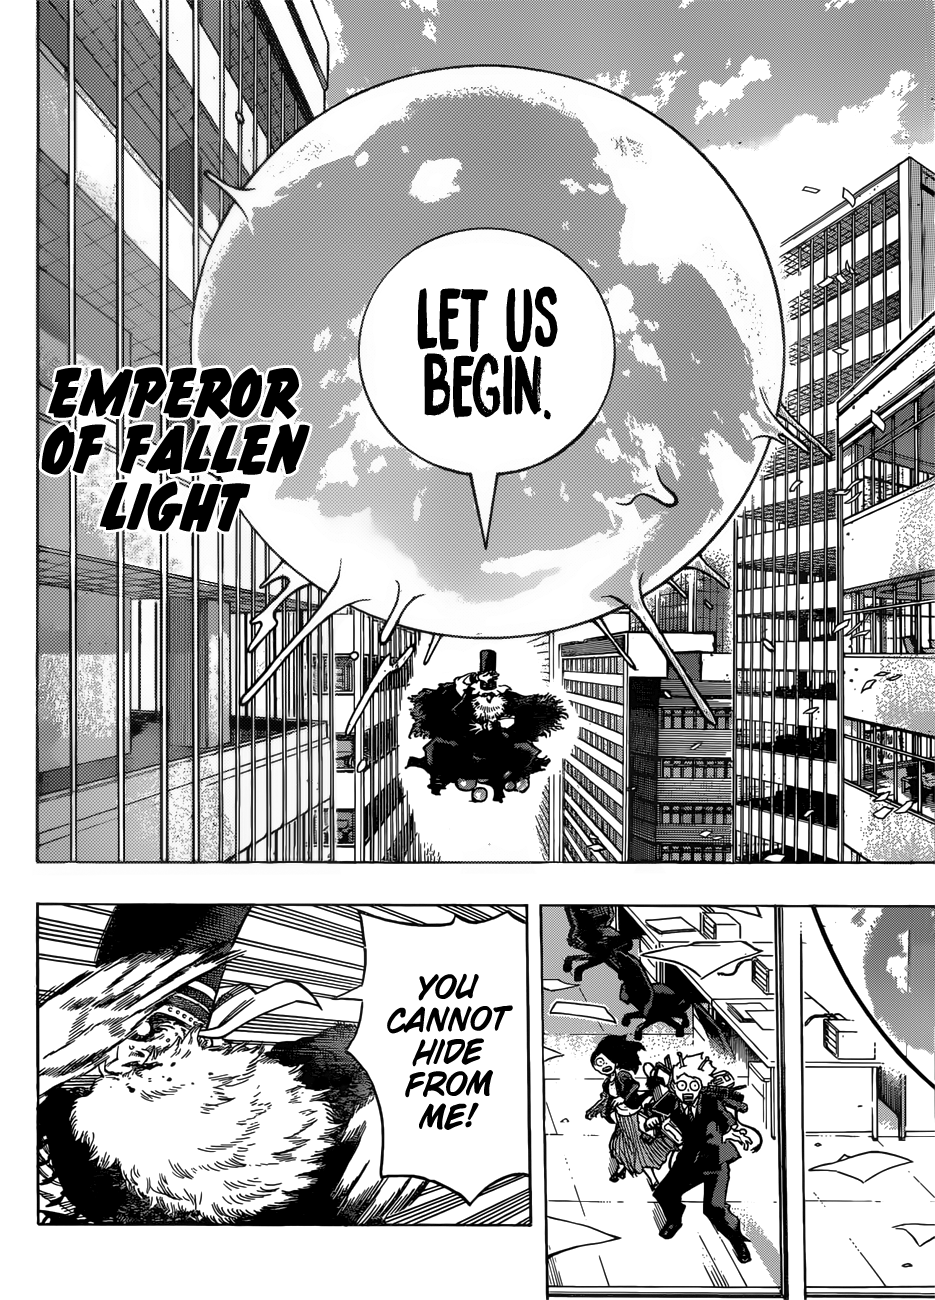 LET US
BEGIN.
EMPEROR
OF FALLEN
LIGHT
YOU
CANNOT
HIDE
FROM
ME!